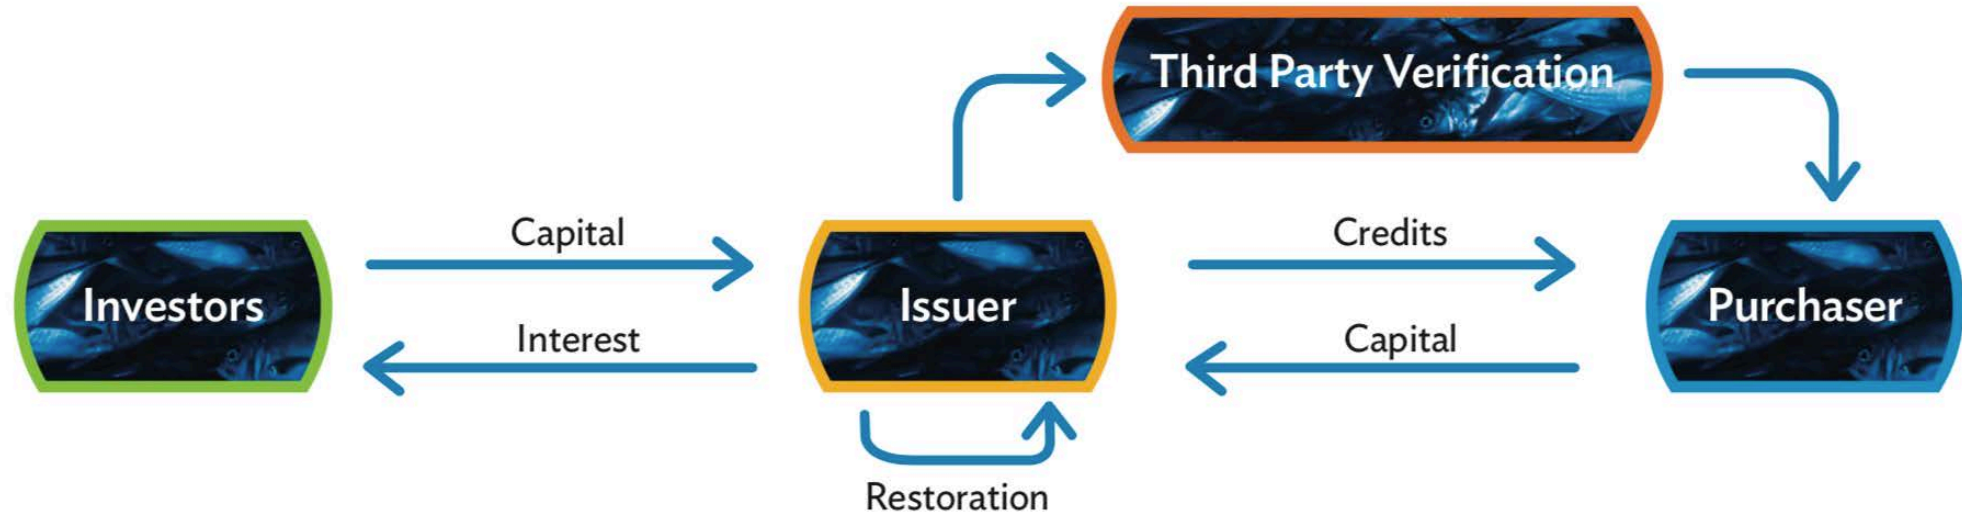 Third Party Verification
Capital
Credits
Investors
Issuer
Purchaser
Interest
Capital
Restoration